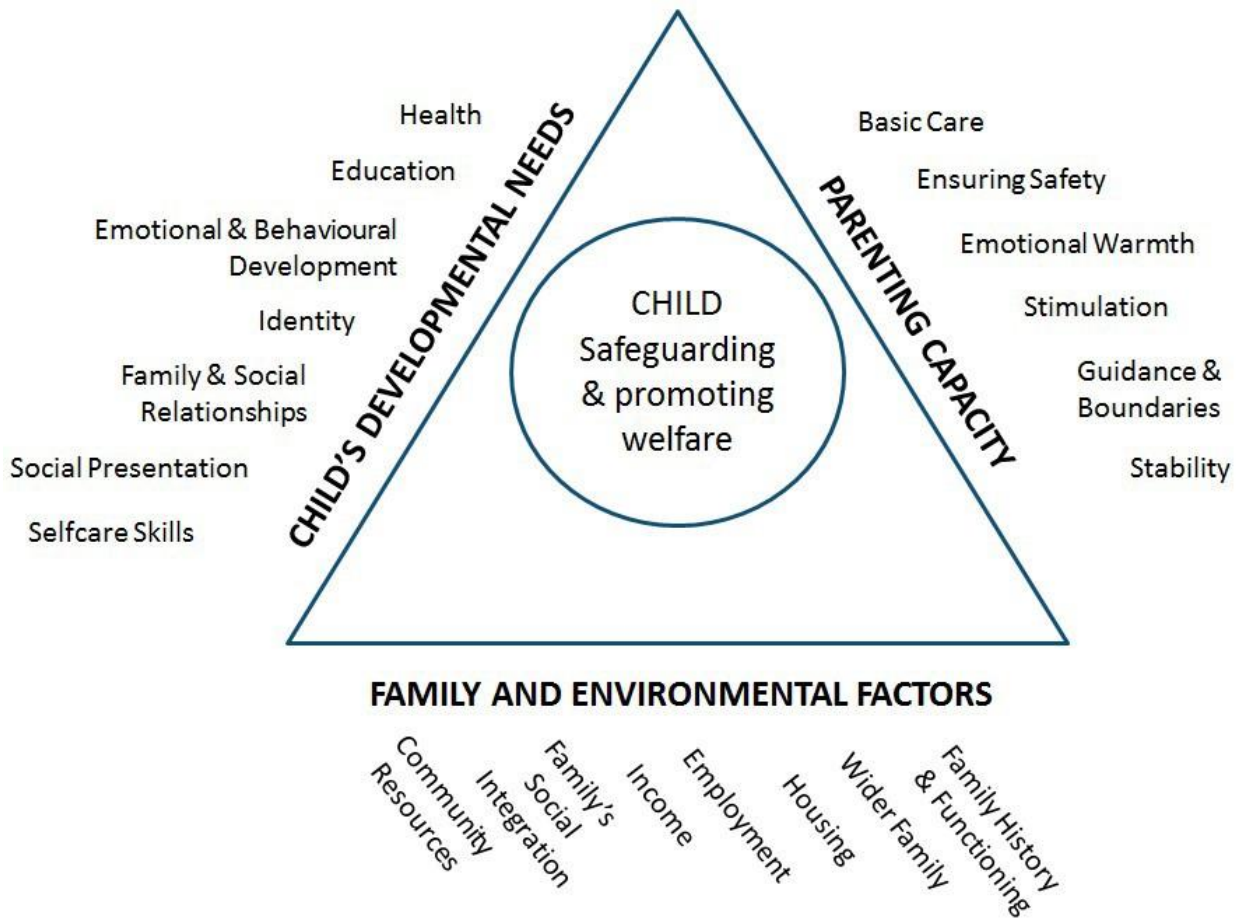 Health
Education
Emotional & Behavioural
Development
Identity
Family & Social
Relationships
Social Presentation
Selfcare Skills
CHILD'S DEVELOPMENTAL NEEDS
CHILD
Safeguarding
& promoting
welfare
PARENTING CAPACITY
Basic Care
Ensuring Safety
Emotional Warmth
Stimulation
Guidance &
Boundaries
Stability
FAMILY AND ENVIRONMENTAL FACTORS
Community
Resources
Family's
Social
Integration
Income
Employment
Housing
Wider Family
Family History
& Functioning